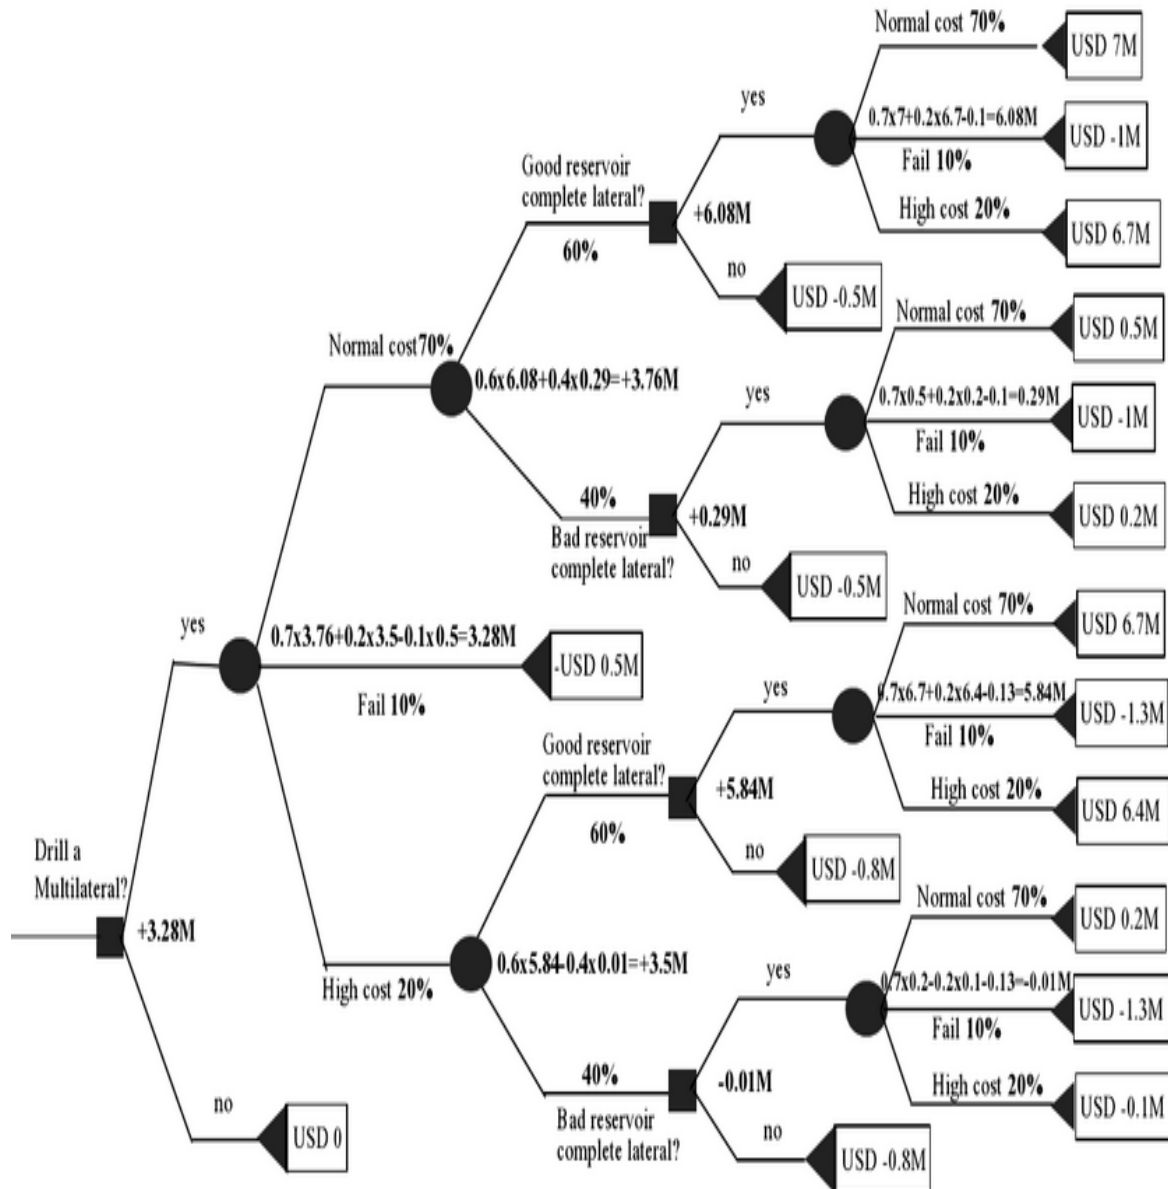 Normal cost 70%
USD 7M
yes
0.7x7+0.2x6.7-0.1=6.08M
USD -1M
Fail 10%
Good reservoir
complete lateral?
High cost 20%
+6.08M
USD 6.7M
60%
no
USD -0.5M
Normal cost 70%
USD 0.5M
Normal cost 70%
0.6x6.08+0.4x0.29=+3.76M
yes
0.7x0.5+0.2x0.2-0.1=0.29M
USD -1M
Fail 10%
40%
High cost 20%
+0.29M
USD 0.2M
Bad reservoir
complete lateral?
no
USD -0.5M
Normal cost 70%
USD 6.7M
yes
0.7x3.76+0.2x3.5-0.1x0.5=3.28M
-USD 0.5M
Fail 10%
yes
0.7x6.7+0.2x6.4-0.13=5.84M
USD -1.3M
Fail 10%
Good reservoir
complete lateral?
+5.84M
High cost 20%
USD 6.4M
60%
no
USD -0.8M
Drill a
Multilateral?
+3.28M
Normal cost 70%
USD 0.2M
High cost 20%
0.6x5.84-0.4x0.01=+3.5M
yes
0.7x0.2-0.2x0.1-0.13=-0.01M
USD -1.3M
Fail 10%
40%
-0.01M
High cost 20%
USD -0.1M
Bad reservoir
complete lateral?
no
USD -0.8M
no
USD 0